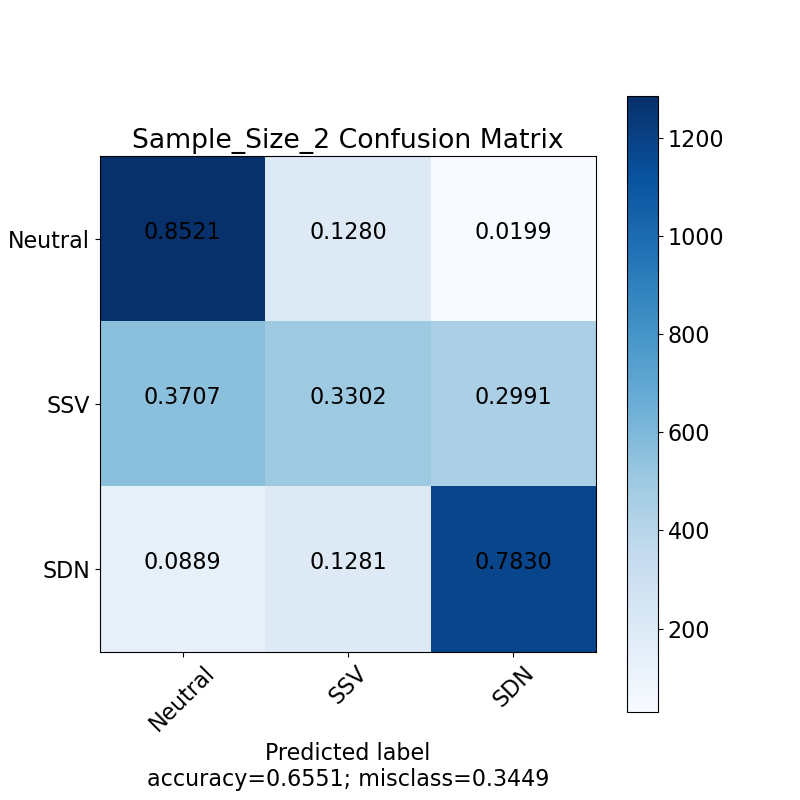 Sample_Size_2 Confusion Matrix
Neutral
0.8521 0.1280 0.0199
SSV
0.3707 0.3302 0.2991
SDN
0.0889 0.1281 0.7830
Neutral SSV SDN
Predicted label
accuracy=0.6551; misclass=0.3449
1200
1000
800
600
400
200